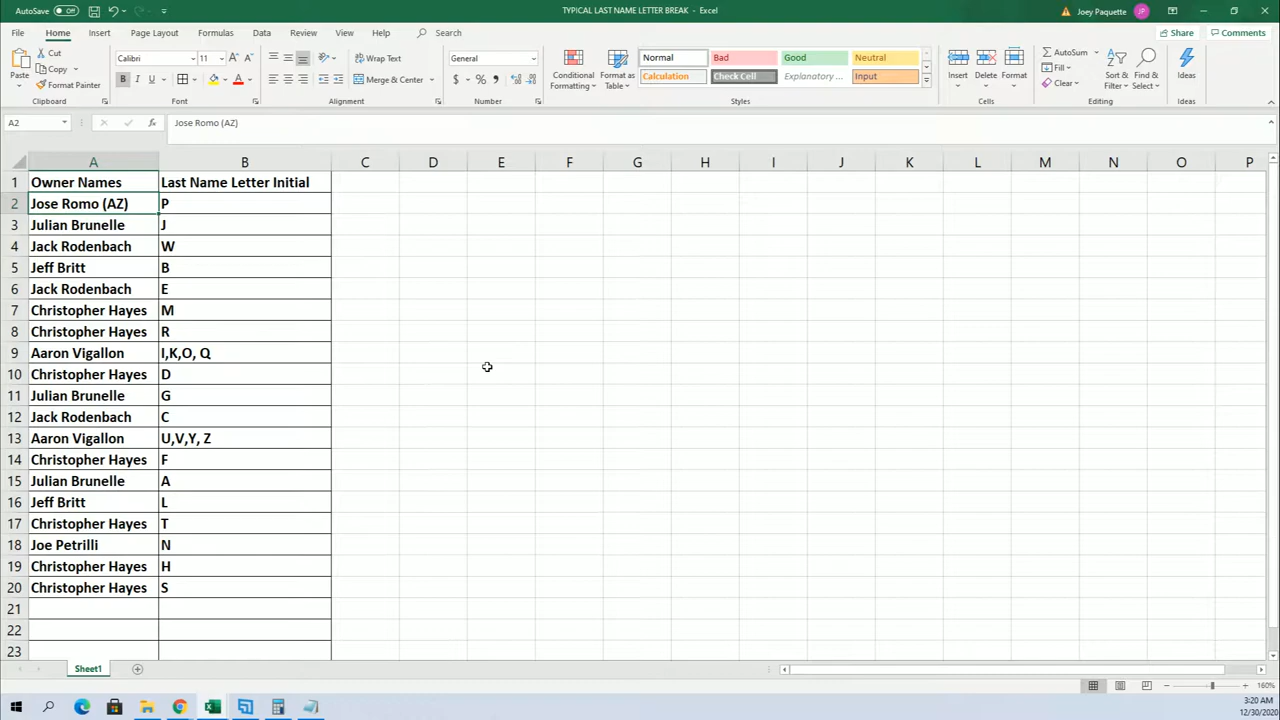 AutoSave Off TYPICAL LAST NAME LETTER BREAK - Excel Joey Paquette JP
File Home Insert Page Layout Formulas Data Review View Help Search Share Comments
Paste Cut Copy Format Painter Clipboard
Calibri 11 B I U A A A Font
Wrap Text Merge & Center Alignment
General $ % Number
Conditional Formatting Format as Table
Normal Bad Good Neutral
Calculation Check Cell Explanatory ... Input
Styles
Insert Delete Format Cells
AutoSum Fill Clear Sort & Filter Find & Select Editing
Ideas Ideas
A2 fx Jose Romo (AZ)
A B C D E F G H I J K L M N O P
1 Owner Names Last Name Letter Initial
2 Jose Romo (AZ) P
3 Julian Brunelle J
4 Jack Rodenbach W
5 Jeff Britt B
6 Jack Rodenbach E
7 Christopher Hayes M
8 Christopher Hayes R
9 Aaron Vigallon I,K,O, Q
10 Christopher Hayes D
11 Julian Brunelle G
12 Jack Rodenbach C
13 Aaron Vigallon U,V,Y, Z
14 Christopher Hayes F
15 Julian Brunelle A
16 Jeff Britt L
17 Christopher Hayes T
18 Joe Petrilli N
19 Christopher Hayes H
20 Christopher Hayes S
21
22
23
Sheet1
160%
3:20 AM
12/30/2020